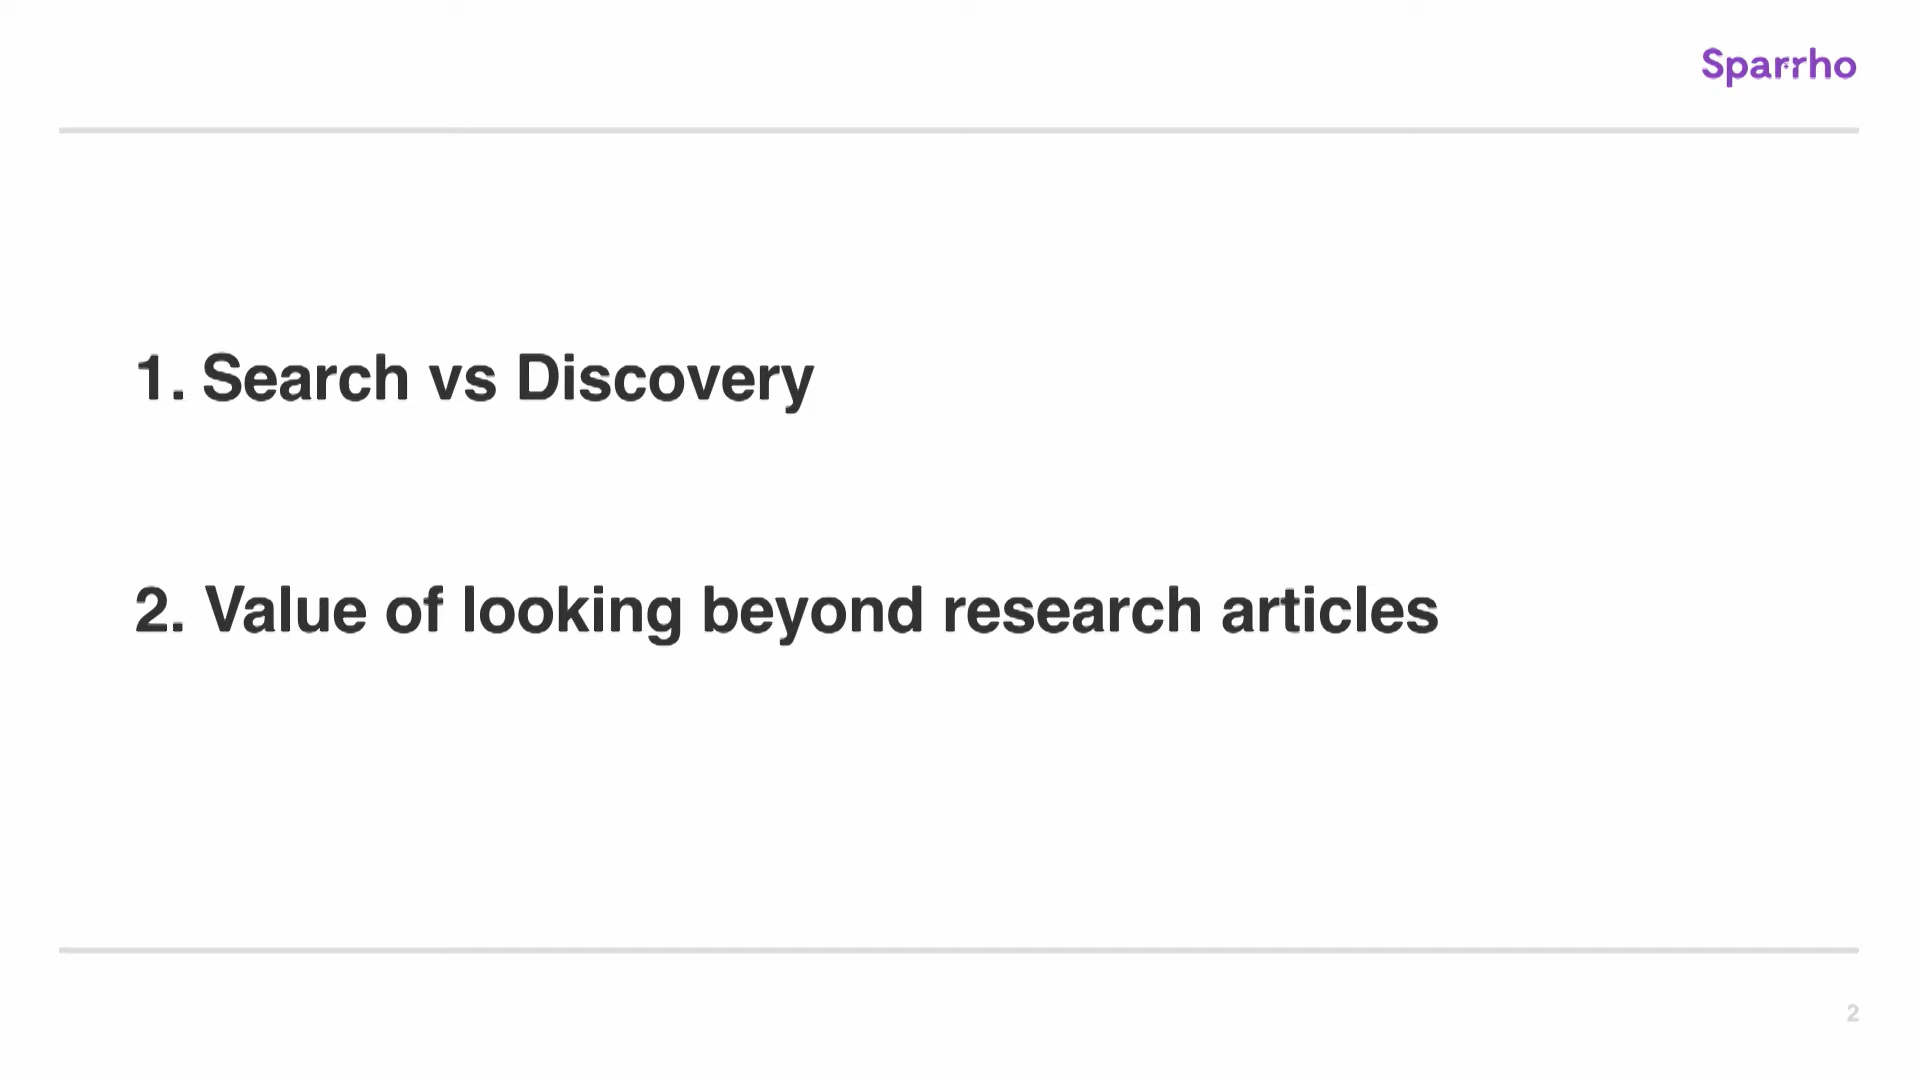 Sparrho
1. Search vs Discovery
2. Value of looking beyond research articles
2